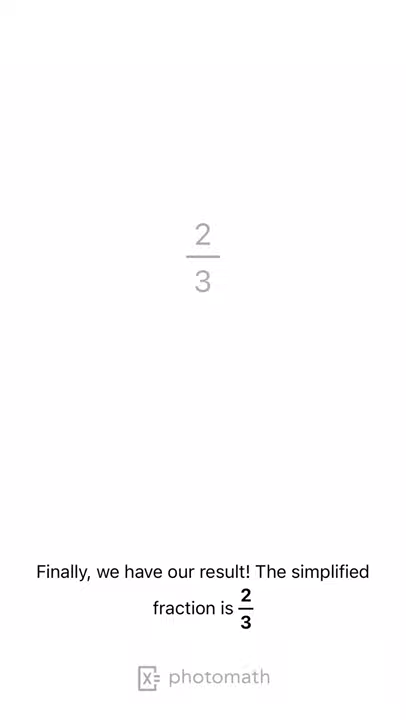 2
3
Finally, we have our result! The simplified
fraction is 2/3
photomath